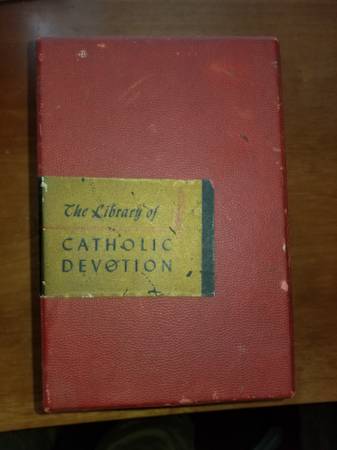 The Library of
CATHOLIC
DEVOTION